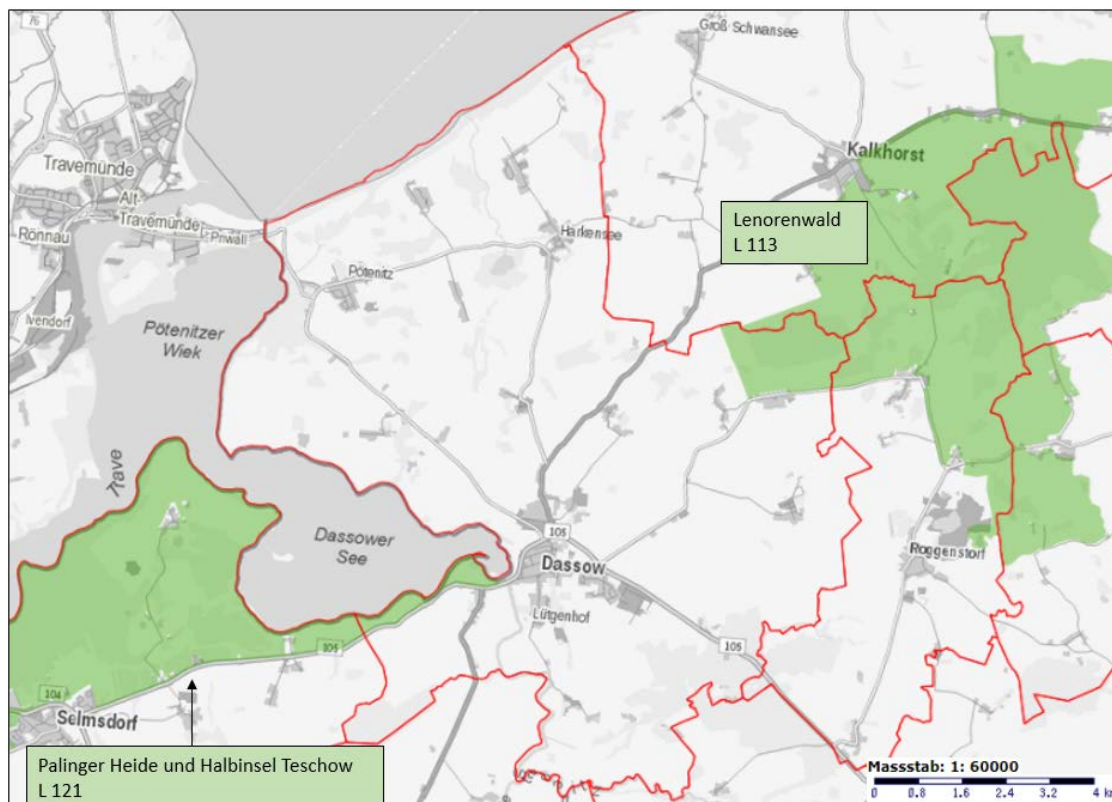 76
Groß Schwansee
Travemünde
Kalkhorst
Alt-
Travemünde
Priwall
Rönnau
Harkensee
Lenorenwald
L 113
Pötenitz
Ivendorf
Pötenitzer
Wiek
Trave
Dassower
See
105
Dassow
Roggenstorf
Lütgenhof
105
105
104
Selmsdorf
Palinger Heide und Halbinsel Teschow
L 121
Massstab: 1: 60000
0 0.8 1.6 2.4 3.2 4 k